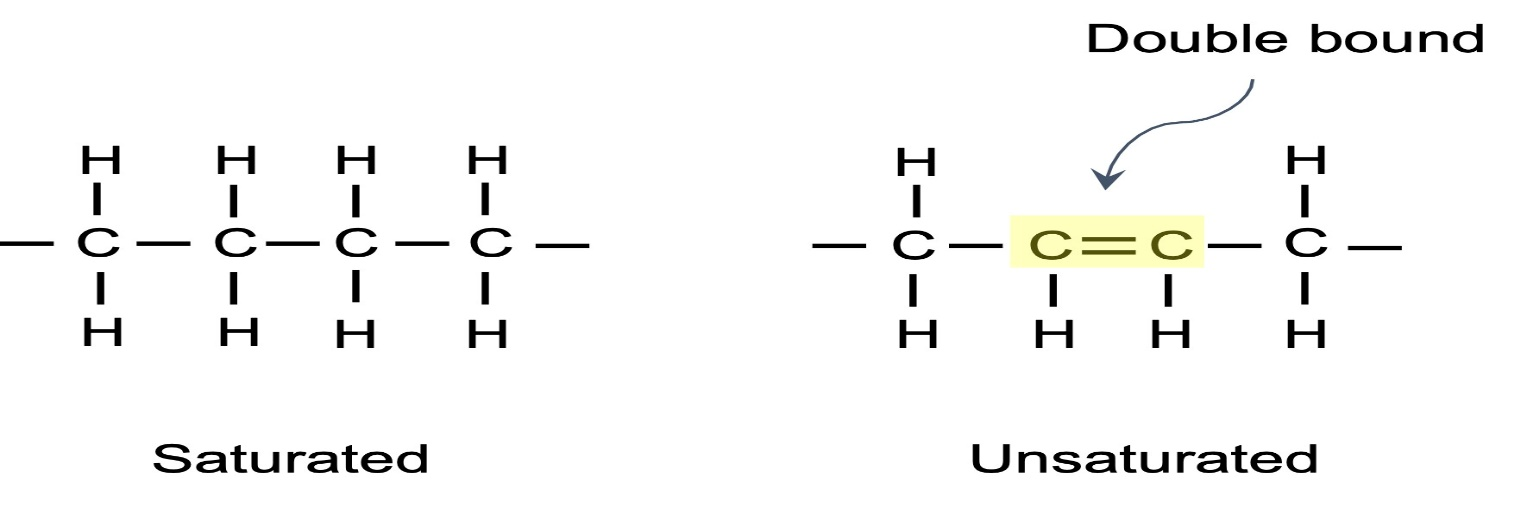 Double bound
H H H H H H
— C — C — C — C — — C — C = C — C —
H H H H H H H H
Saturated Unsaturated